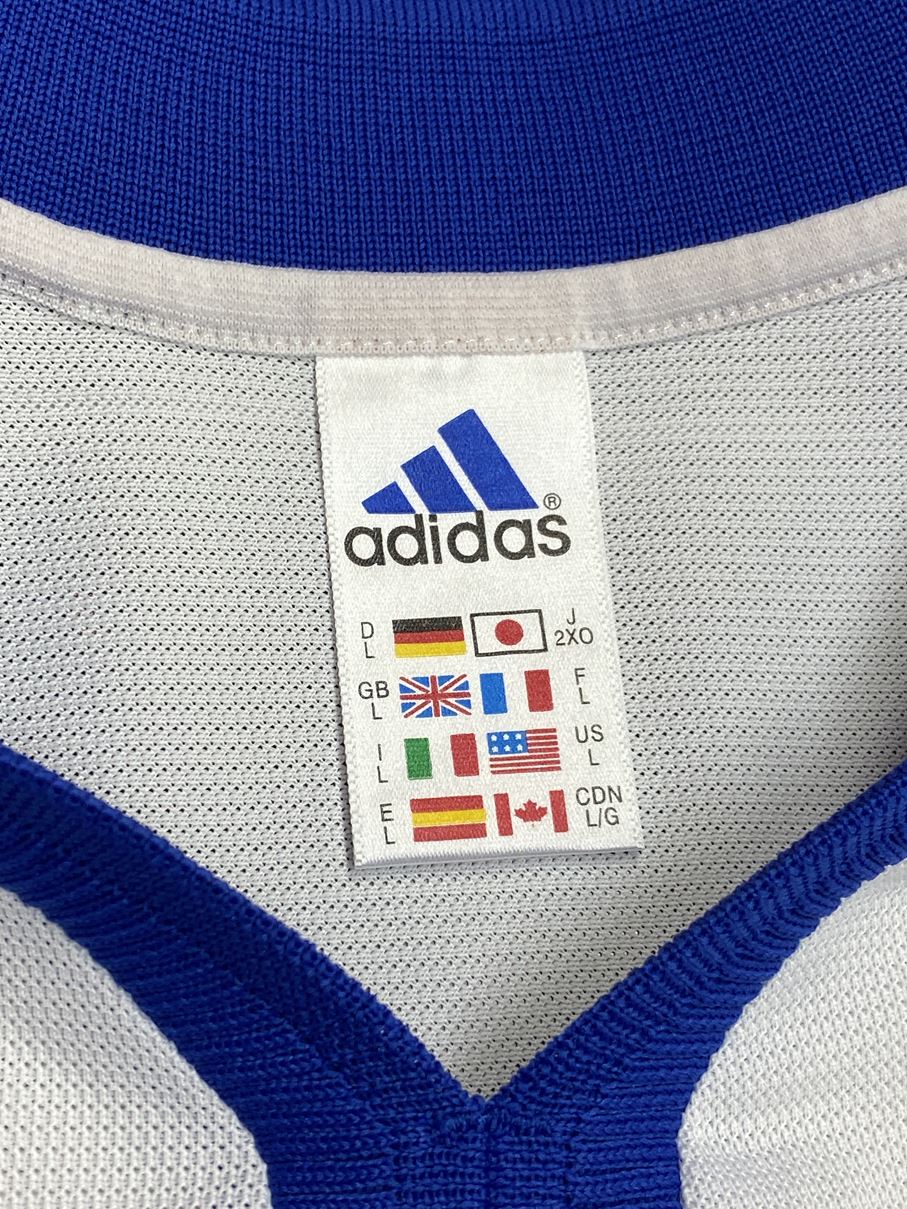 adidas®
D L J 2XO
GB L F L
I L US L
E L CDN L/G